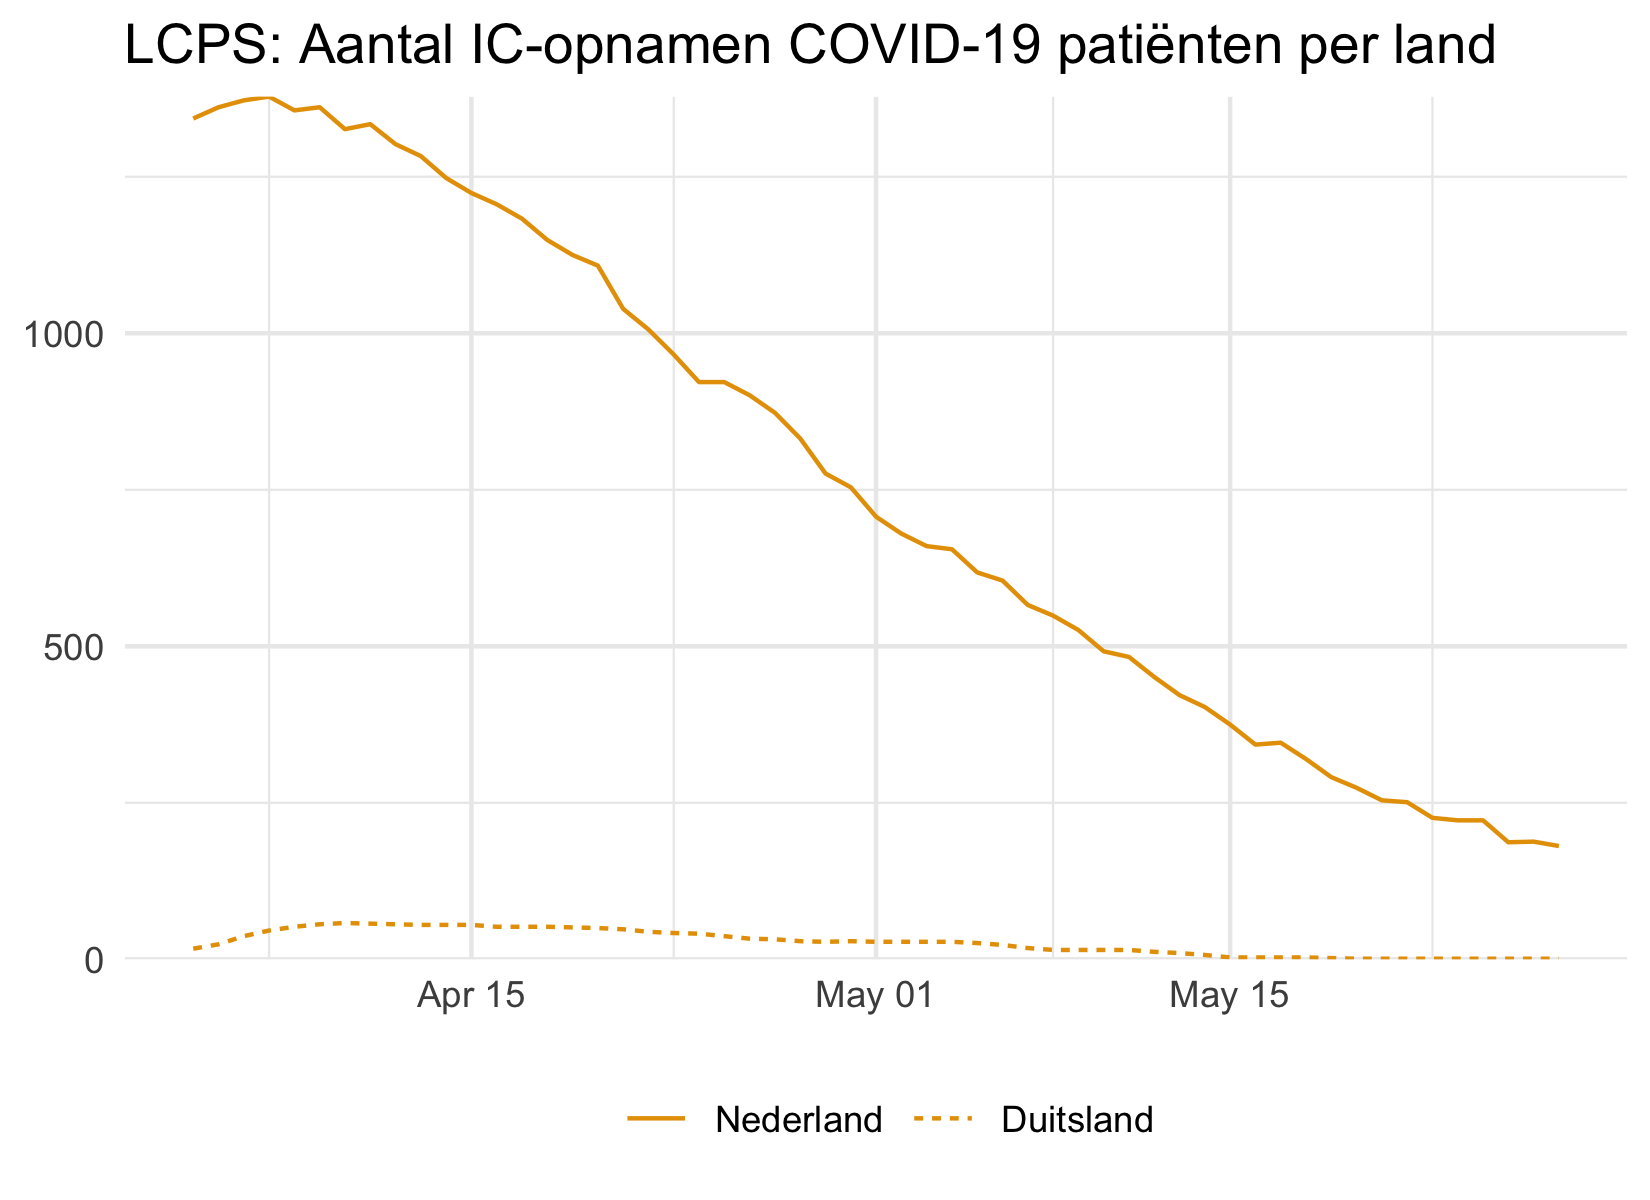 LCPS: Aantal IC-opnamen COVID-19 patiënten per land
1000
500
0
Apr 15 May 01 May 15
Nederland Duitsland